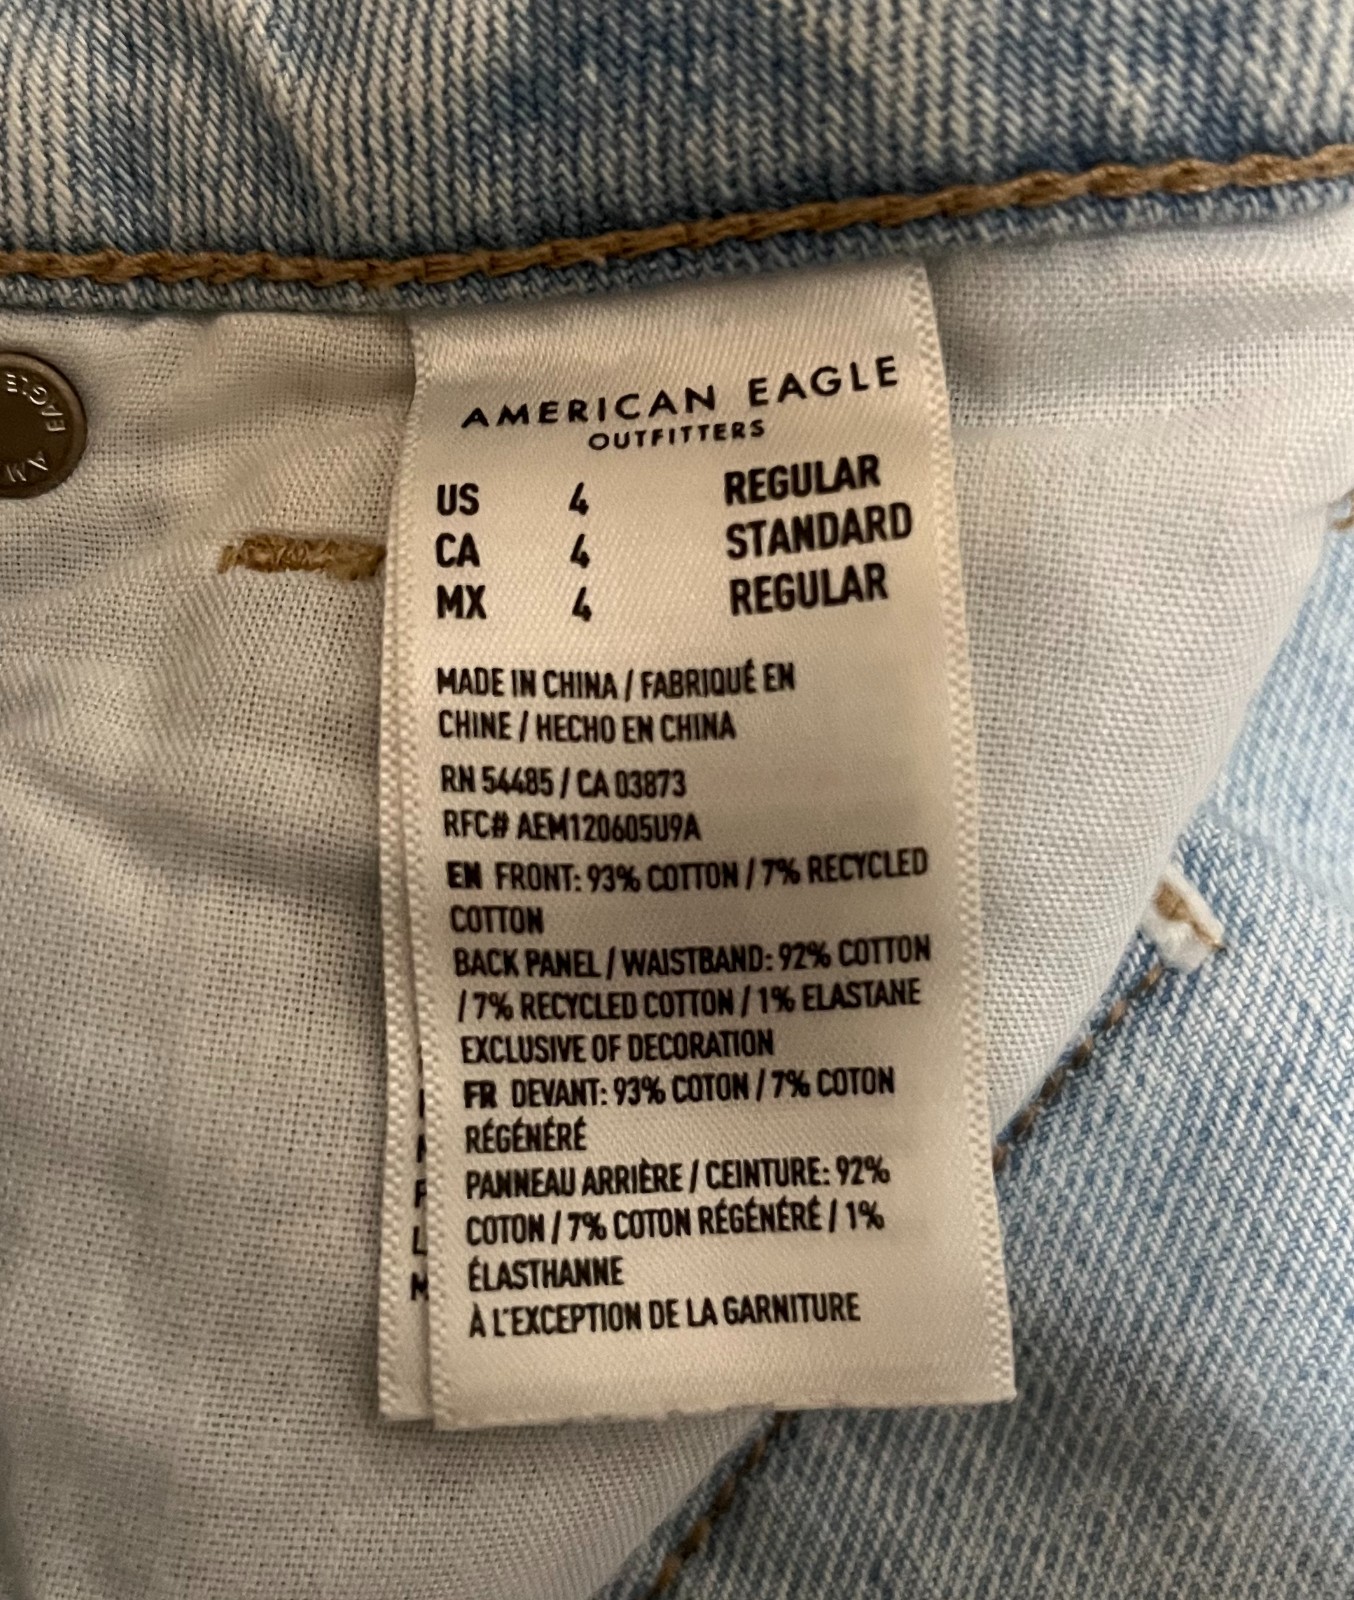 AMERICAN EAGLE
OUTFITTERS
US 4 REGULAR
CA 4 STANDARD
MX 4 REGULAR
MADE IN CHINA / FABRIQUÉ EN
CHINE / HECHO EN CHINA
RN 54485 / CA 03873
RFC# AEM120605U9A
EN FRONT: 93% COTTON / 7% RECYCLED
COTTON
BACK PANEL / WAISTBAND: 92% COTTON
/ 7% RECYCLED COTTON / 1% ELASTANE
EXCLUSIVE OF DECORATION
FR DEVANT: 93% COTON / 7% COTON
RÉGÉNÉRÉ
PANNEAU ARRIÈRE / CEINTURE: 92%
COTON / 7% COTON RÉGÉNÉRÉ / 1%
ÉLASTHANNE
À L'EXCEPTION DE LA GARNITURE